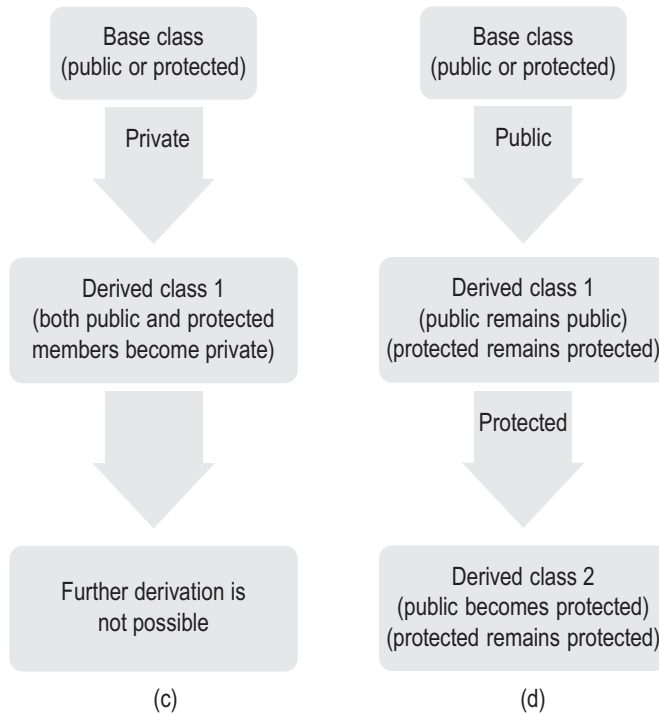 Base class
(public or protected)
Private
Derived class 1
(both public and protected
members become private)
Further derivation is
not possible
(c)
Base class
(public or protected)
Public
Derived class 1
(public remains public)
(protected remains protected)
Protected
Derived class 2
(public becomes protected)
(protected remains protected)
(d)